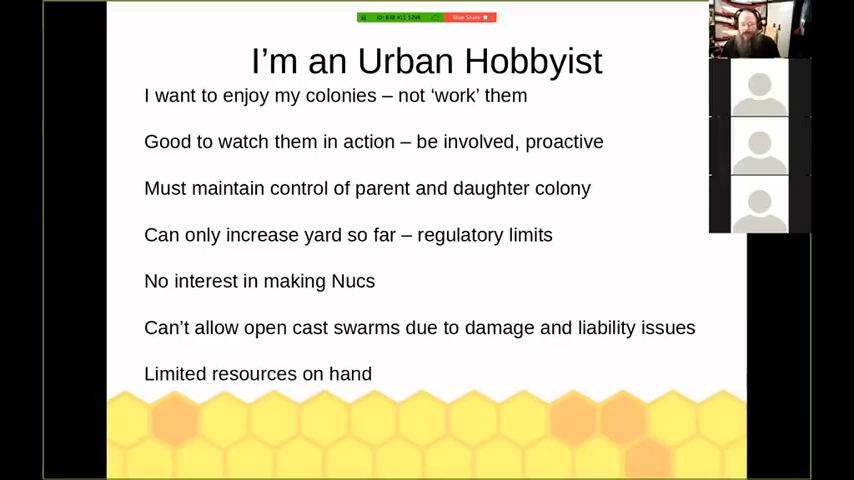 I'm an Urban Hobbyist
I want to enjoy my colonies – not 'work' them
Good to watch them in action – be involved, proactive
Must maintain control of parent and daughter colony
Can only increase yard so far – regulatory limits
No interest in making Nucs
Can't allow open cast swarms due to damage and liability issues
Limited resources on hand